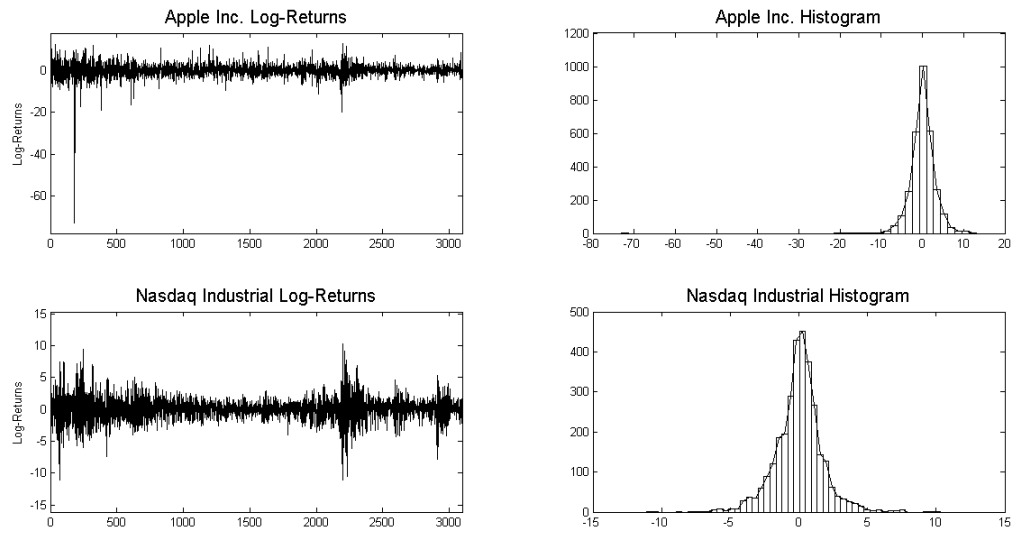 Apple Inc. Log-Returns
Log-Returns
0
-20
-40
-60
0 500 1000 1500 2000 2500 3000
Apple Inc. Histogram
1200
1000
800
600
400
200
0
-80 -70 -60 -50 -40 -30 -20 -10 0 10 20
Nasdaq Industrial Log-Returns
Log-Returns
15
10
5
0
-5
-10
-15
0 500 1000 1500 2000 2500 3000
Nasdaq Industrial Histogram
500
400
300
200
100
0
-15 -10 -5 0 5 10 15